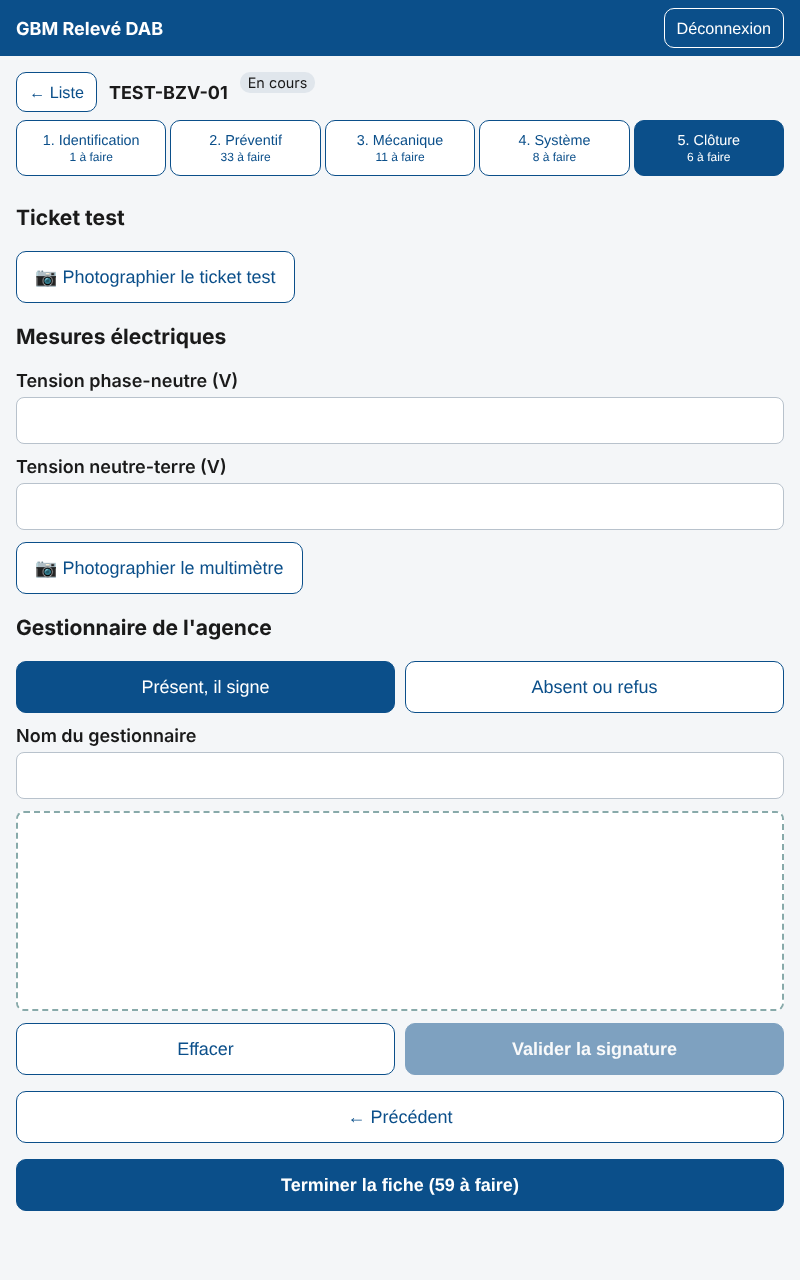 GBM Relevé DAB
Déconnexion
← Liste
TEST-BZV-01
En cours
1. Identification
1 à faire
2. Préventif
33 à faire
3. Mécanique
11 à faire
4. Système
8 à faire
5. Clôture
6 à faire
Ticket test
📷 Photographier le ticket test
Mesures électriques
Tension phase-neutre (V)
Tension neutre-terre (V)
📷 Photographier le multimètre
Gestionnaire de l'agence
Présent, il signe
Absent ou refus
Nom du gestionnaire
Effacer
Valider la signature
← Précédent
Terminer la fiche (59 à faire)